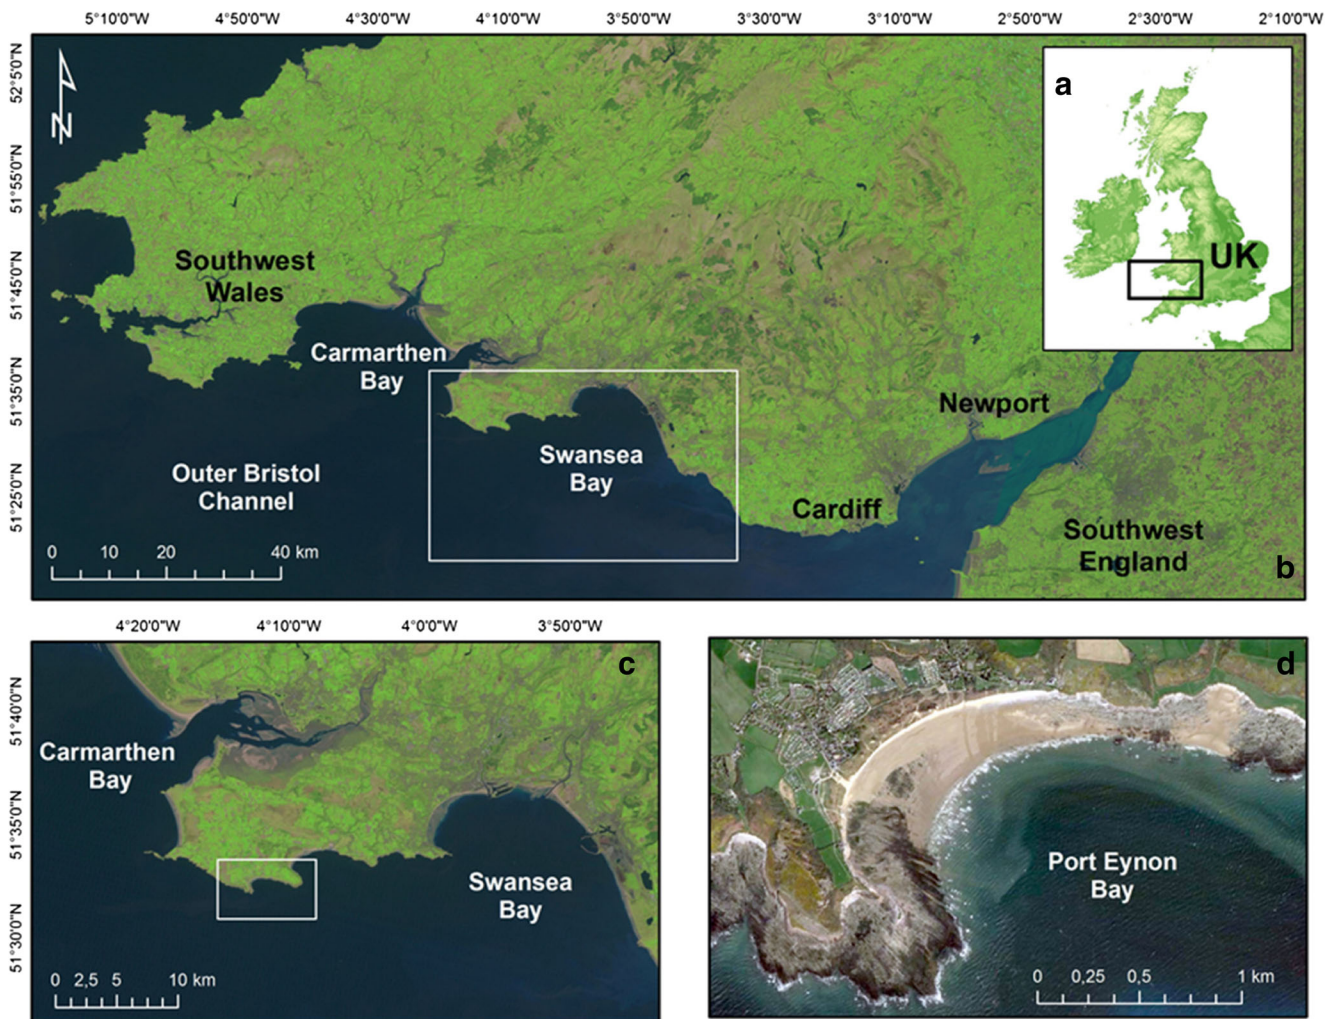 5°10'0"W 4°50'0"W 4°30'0"W 4°10'0"W 3°50'0"W 3°30'0"W 3°10'0"W 2°50'0"W 2°30'0"W 2°10'0"W
52°50'N
51°55'0"N
51°45'0"N
51°35'0"N
51°25'0"N
N
a
UK
Southwest
Wales
Carmarthen
Bay
Newport
Swansea
Bay
Outer Bristol
Channel
Cardiff
Southwest
England
0 10 20 40 km
b
4°20'0"W 4°10'0"W 4°0'0"W 3°50'0"W
51°40'0"N
51°35'0"N
51°30'0"N
c
Carmarthen
Bay
Swansea
Bay
0 2,5 5 10 km
d
Port Eynon
Bay
0 0,25 0,5 1 km